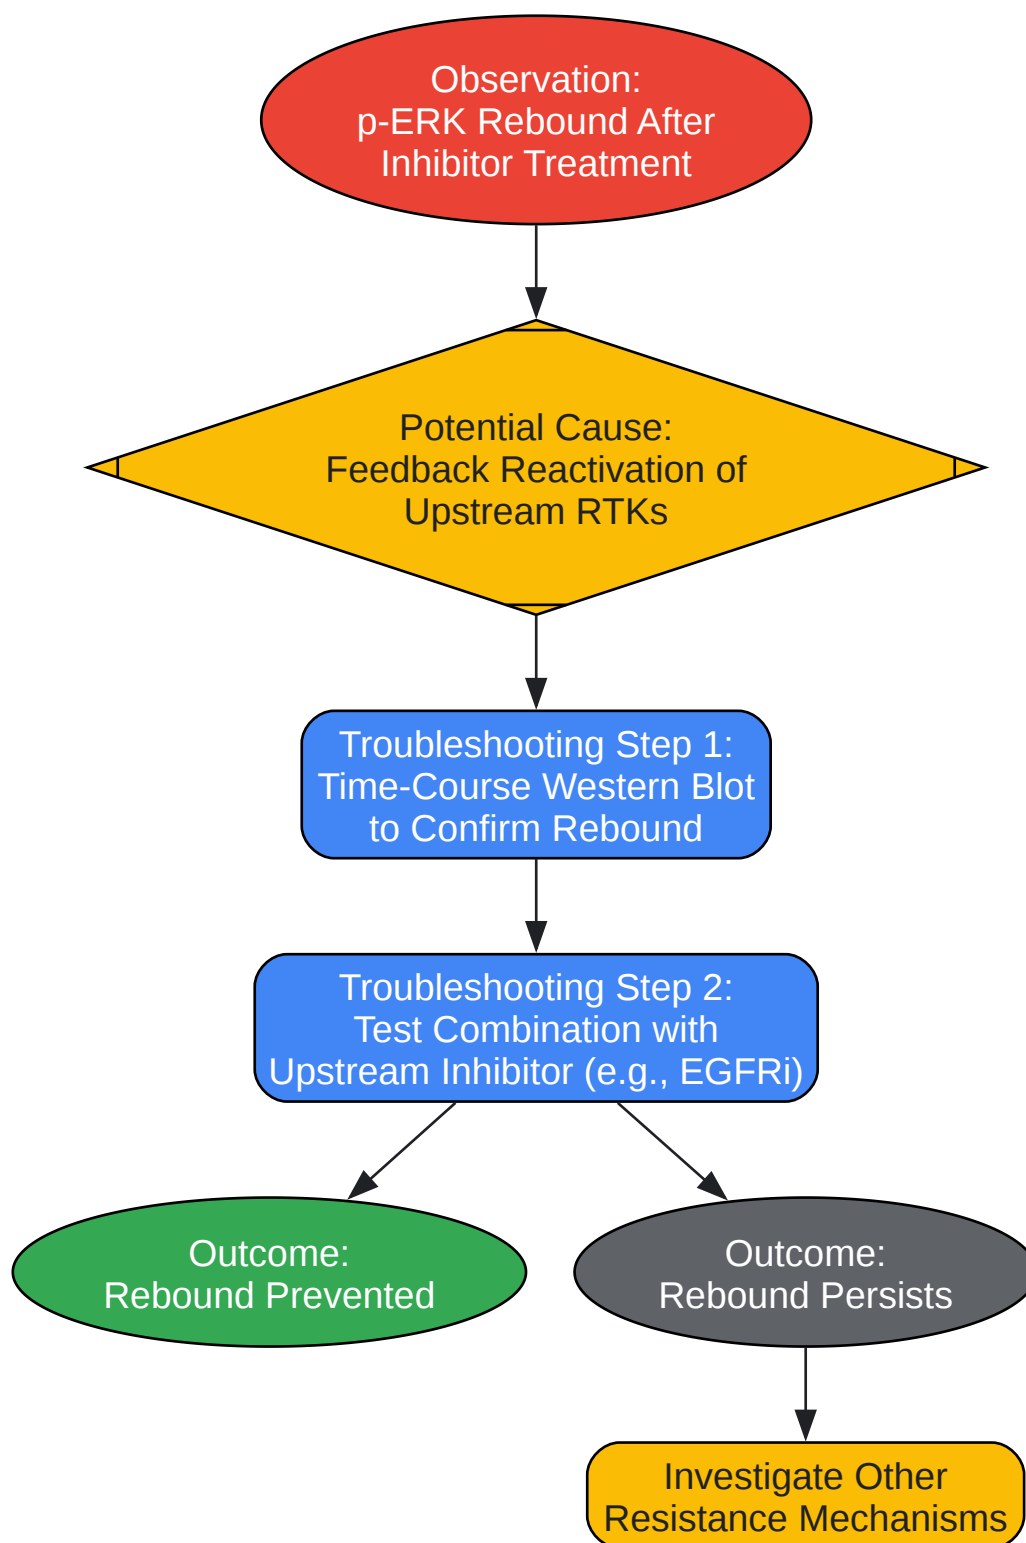 Observation:
p-ERK Rebound After
Inhibitor Treatment
Potential Cause:
Feedback Reactivation of
Upstream RTKs
Troubleshooting Step 1:
Time-Course Western Blot
to Confirm Rebound
Troubleshooting Step 2:
Test Combination with
Upstream Inhibitor (e.g., EGFRi)
Outcome:
Rebound Prevented
Outcome:
Rebound Persists
Investigate Other
Resistance Mechanisms